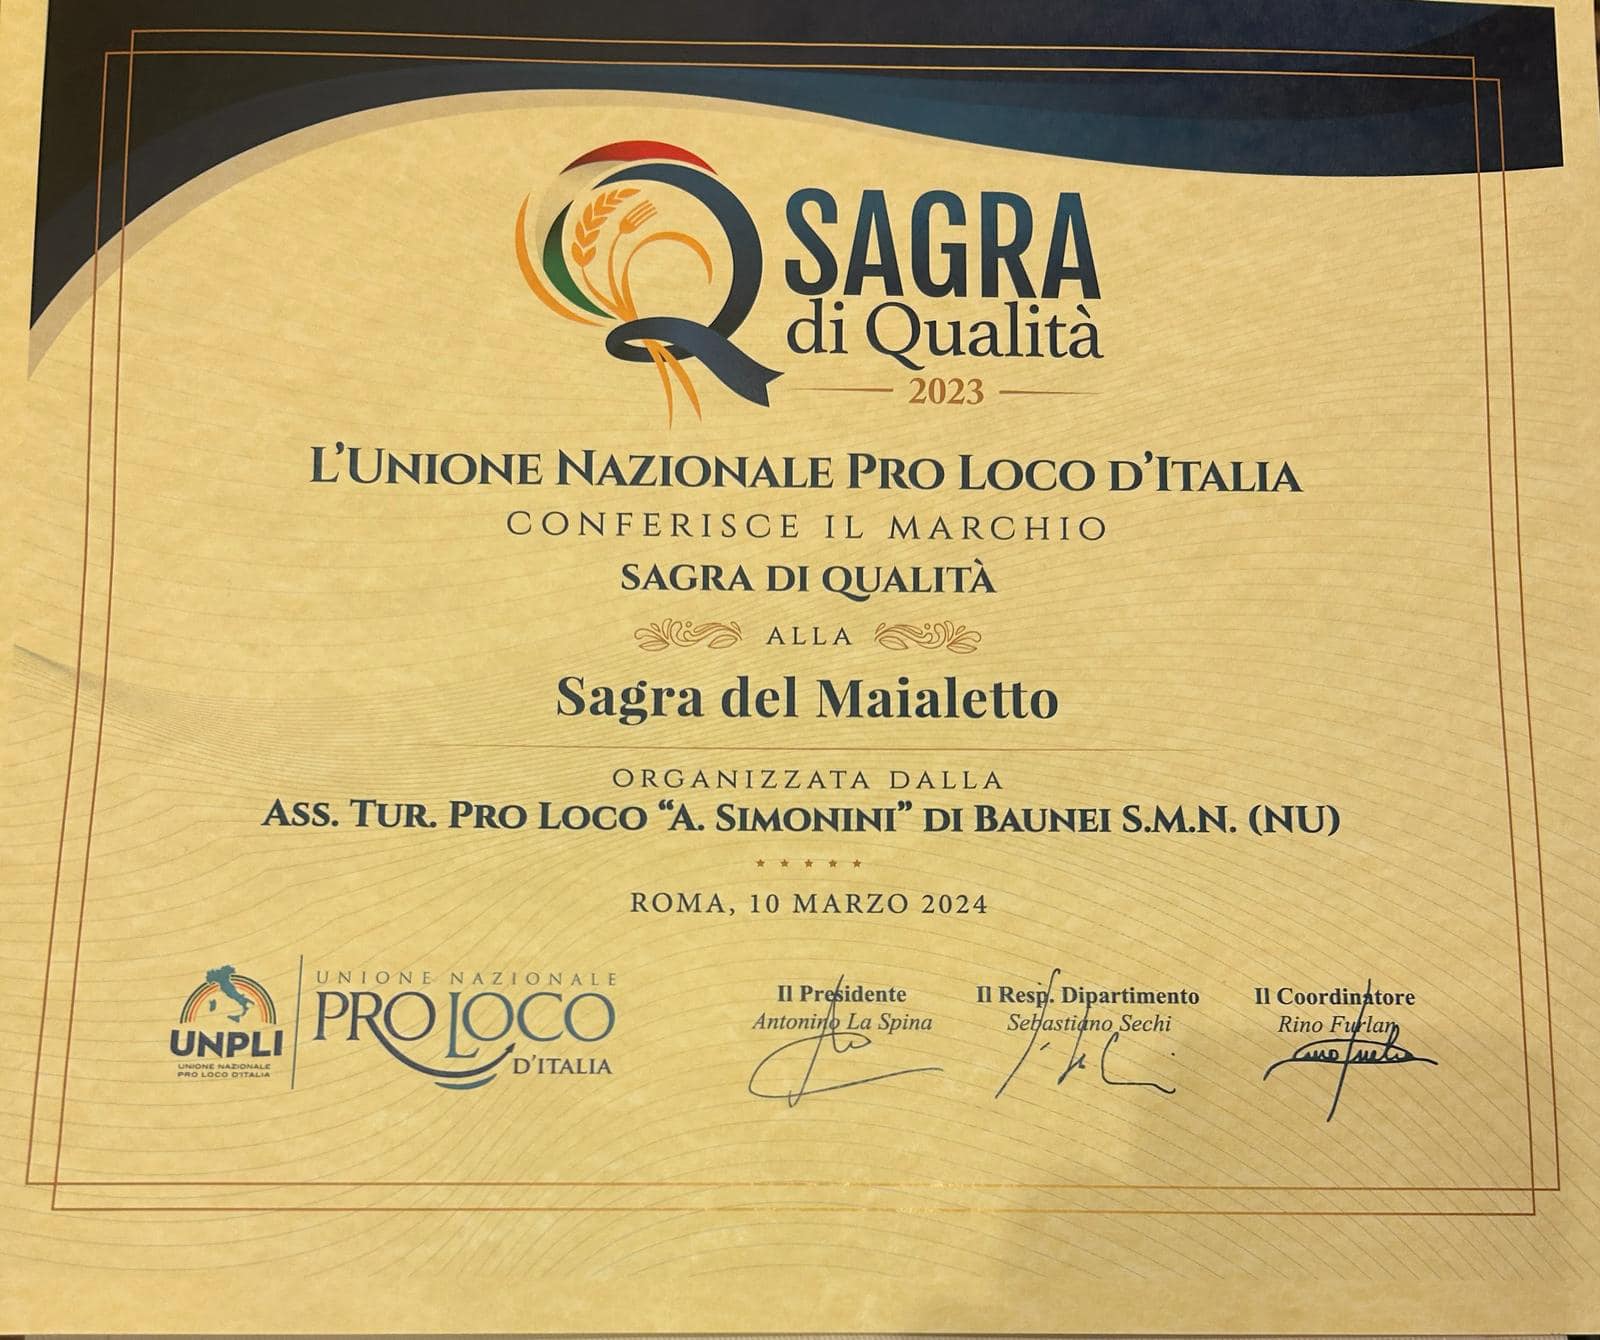 SAGRA
di Qualità
2023
L'UNIONE NAZIONALE PRO LOCO D'ITALIA
CONFERISCE IL MARCHIO
SAGRA DI QUALITÀ
ALLA
Sagra del Maialetto
ORGANIZZATA DALLA
ASS. TUR. PRO LOCO “A. SIMONINI” DI BAUNEI S.M.N. (NU)
ROMA, 10 MARZO 2024
UNPLI
UNIONE NAZIONALE
PRO LOCO D'ITALIA
UNIONE NAZIONALE
PRO LOCO
D'ITALIA
Il Presidente
Antonino La Spina
Il Resp. Dipartimento
Sebastiano Sechi
Il Coordinatore
Rino Furlan